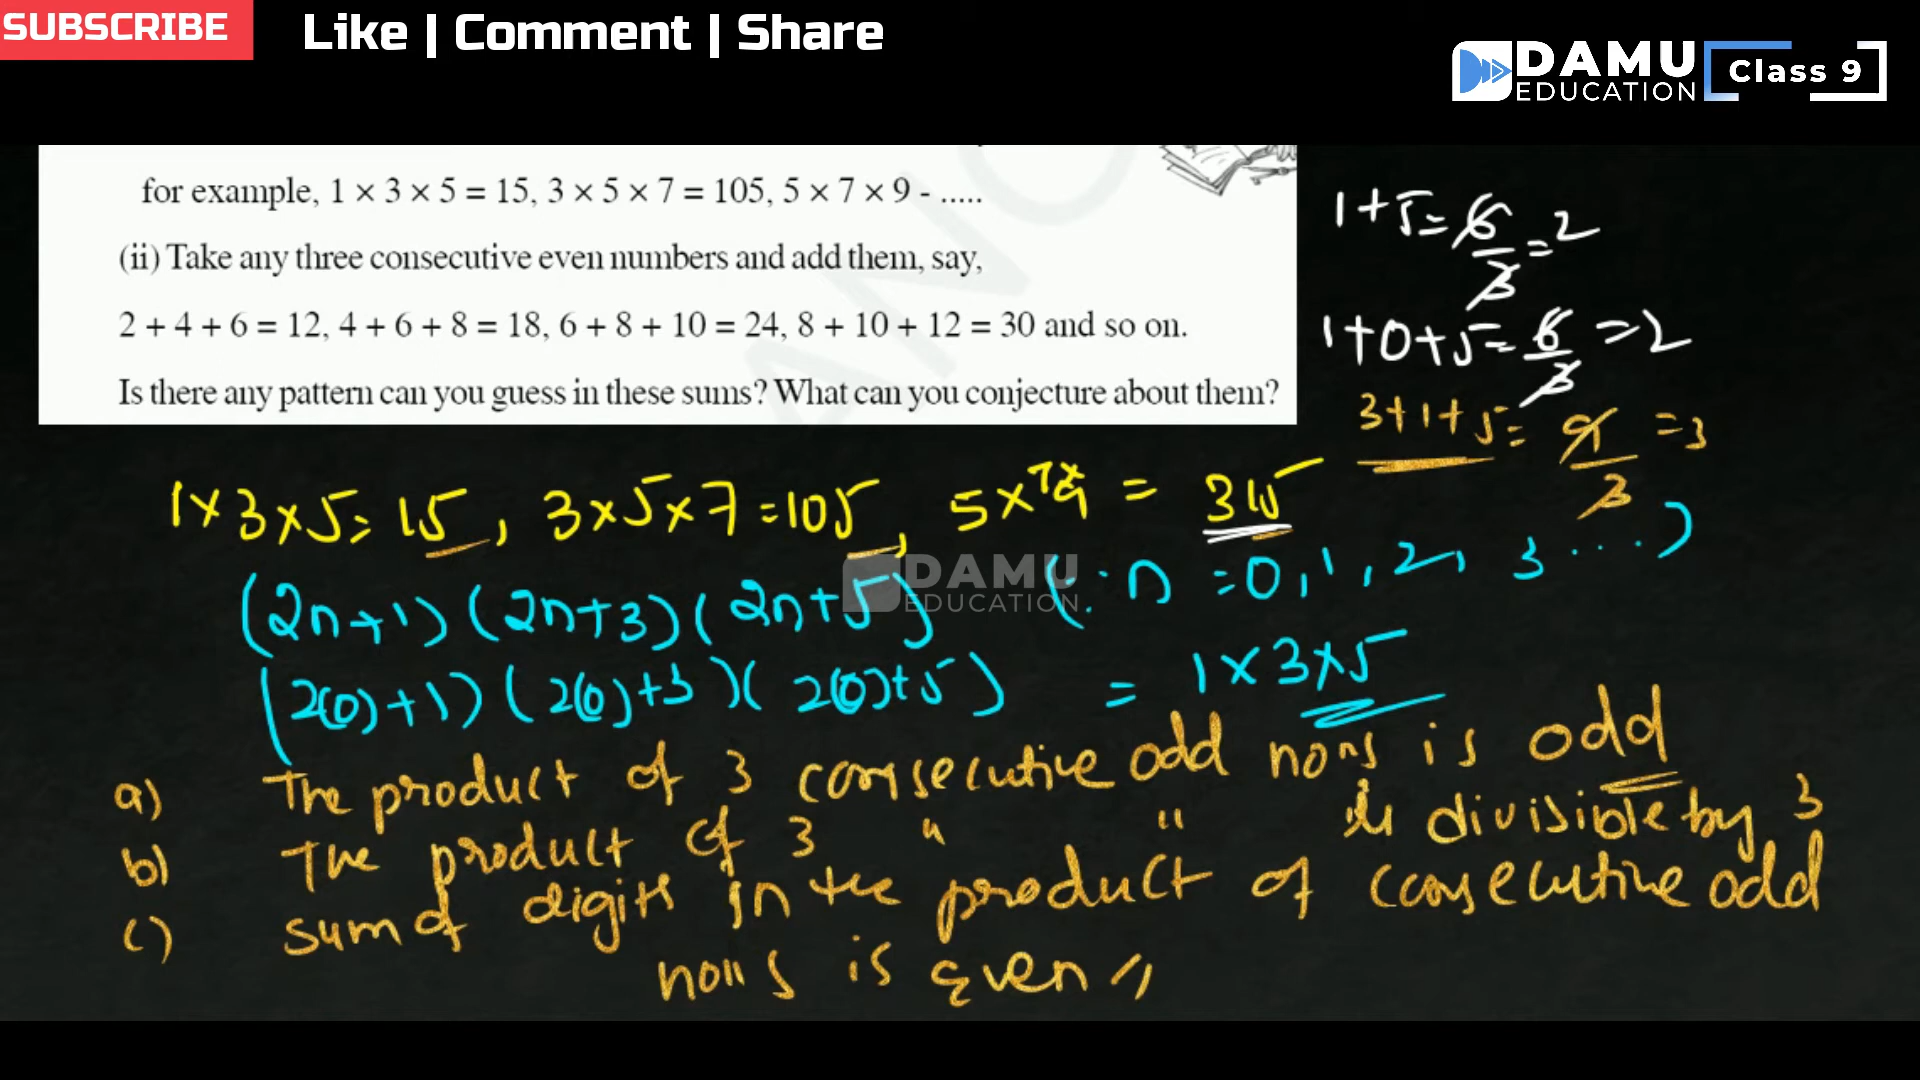 SUBSCRIBE
Like | Comment | Share
DAMU EDUCATION
Class 9
for example, 1 × 3 × 5 = 15, 3 × 5 × 7 = 105, 5 × 7 × 9 - .....
(ii) Take any three consecutive even numbers and add them, say,
2 + 4 + 6 = 12, 4 + 6 + 8 = 18, 6 + 8 + 10 = 24, 8 + 10 + 12 = 30 and so on.
Is there any pattern can you guess in these sums? What can you conjecture about them?
1+5=6/3=2
1+0+5=6/3=2
3+1+5=9/3=3
1×3×5=15, 3×5×7=105, 5×7×9=315
(2n+1)(2n+3)(2n+5) (∵n=0,1,2,3....)
DAMU EDUCATION
(2(0)+1)(2(0)+3)(2(0)+5) = 1×3×5
a) The product of 3 consecutive odd nons is odd
b) The product of 3 " " is divisible by 3
c) sum of digits in the product of consecutive odd
nons is even